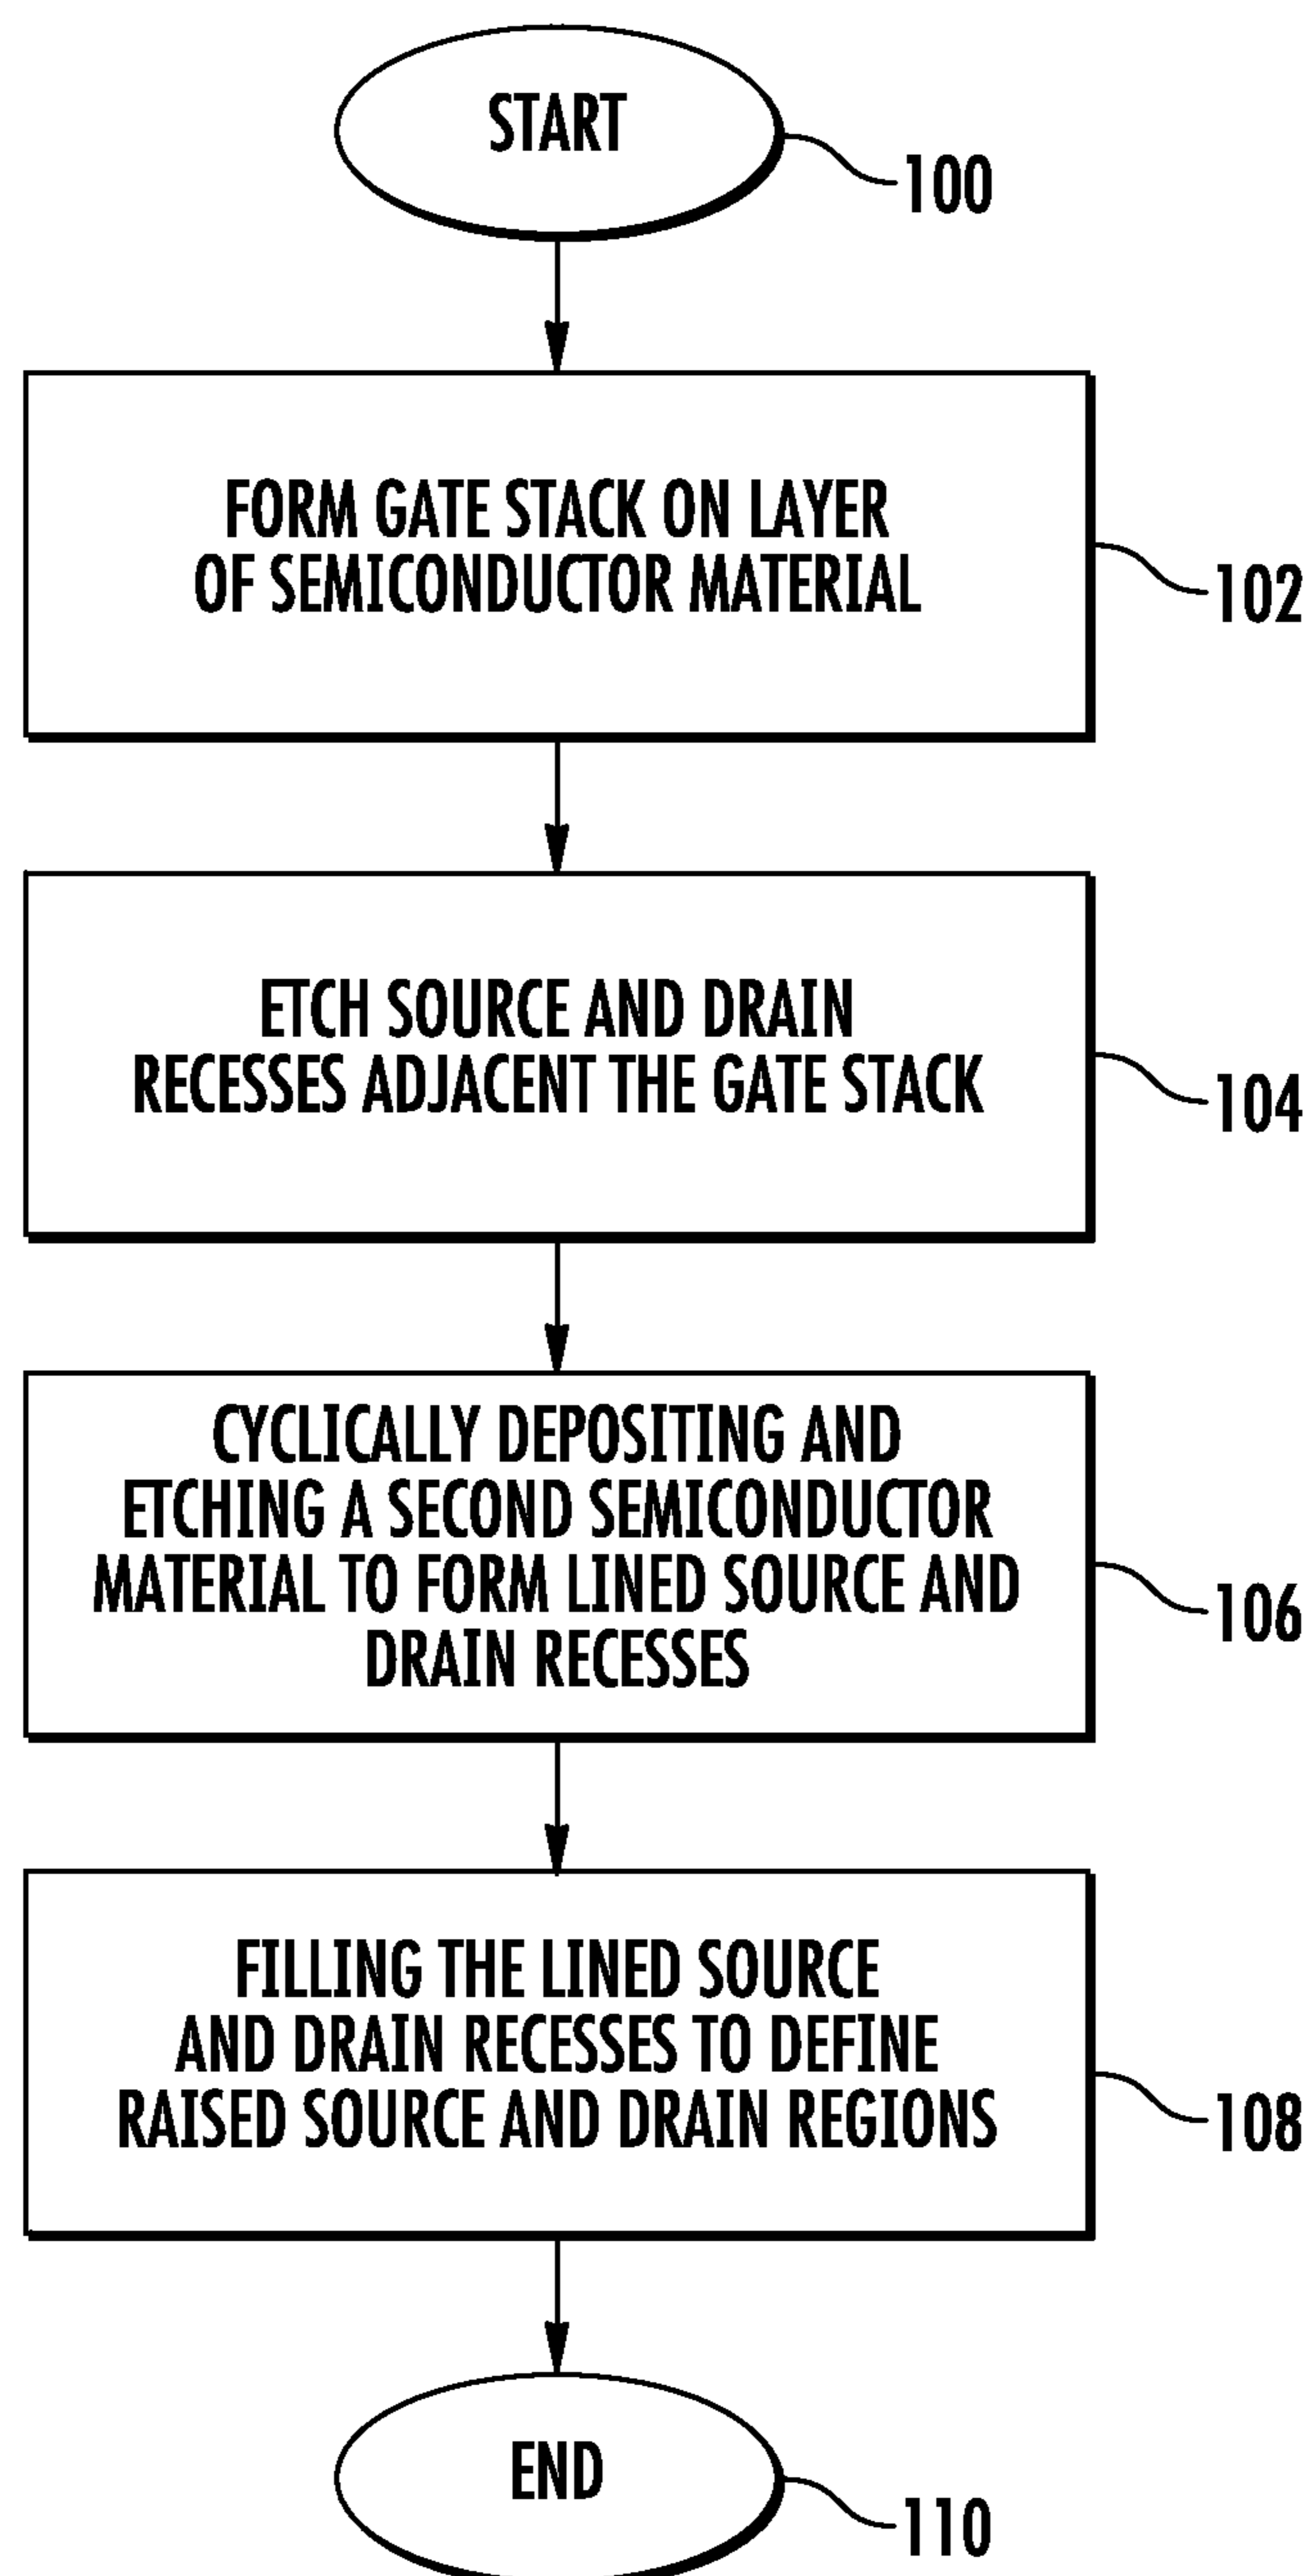 START
100
FORM GATE STACK ON LAYER
OF SEMICONDUCTOR MATERIAL
102
ETCH SOURCE AND DRAIN
RECESSES ADJACENT THE GATE STACK
104
CYCLICALLY DEPOSITING AND
ETCHING A SECOND SEMICONDUCTOR
MATERIAL TO FORM LINED SOURCE AND
DRAIN RECESSES
106
FILLING THE LINED SOURCE
AND DRAIN RECESSES TO DEFINE
RAISED SOURCE AND DRAIN REGIONS
108
END
110